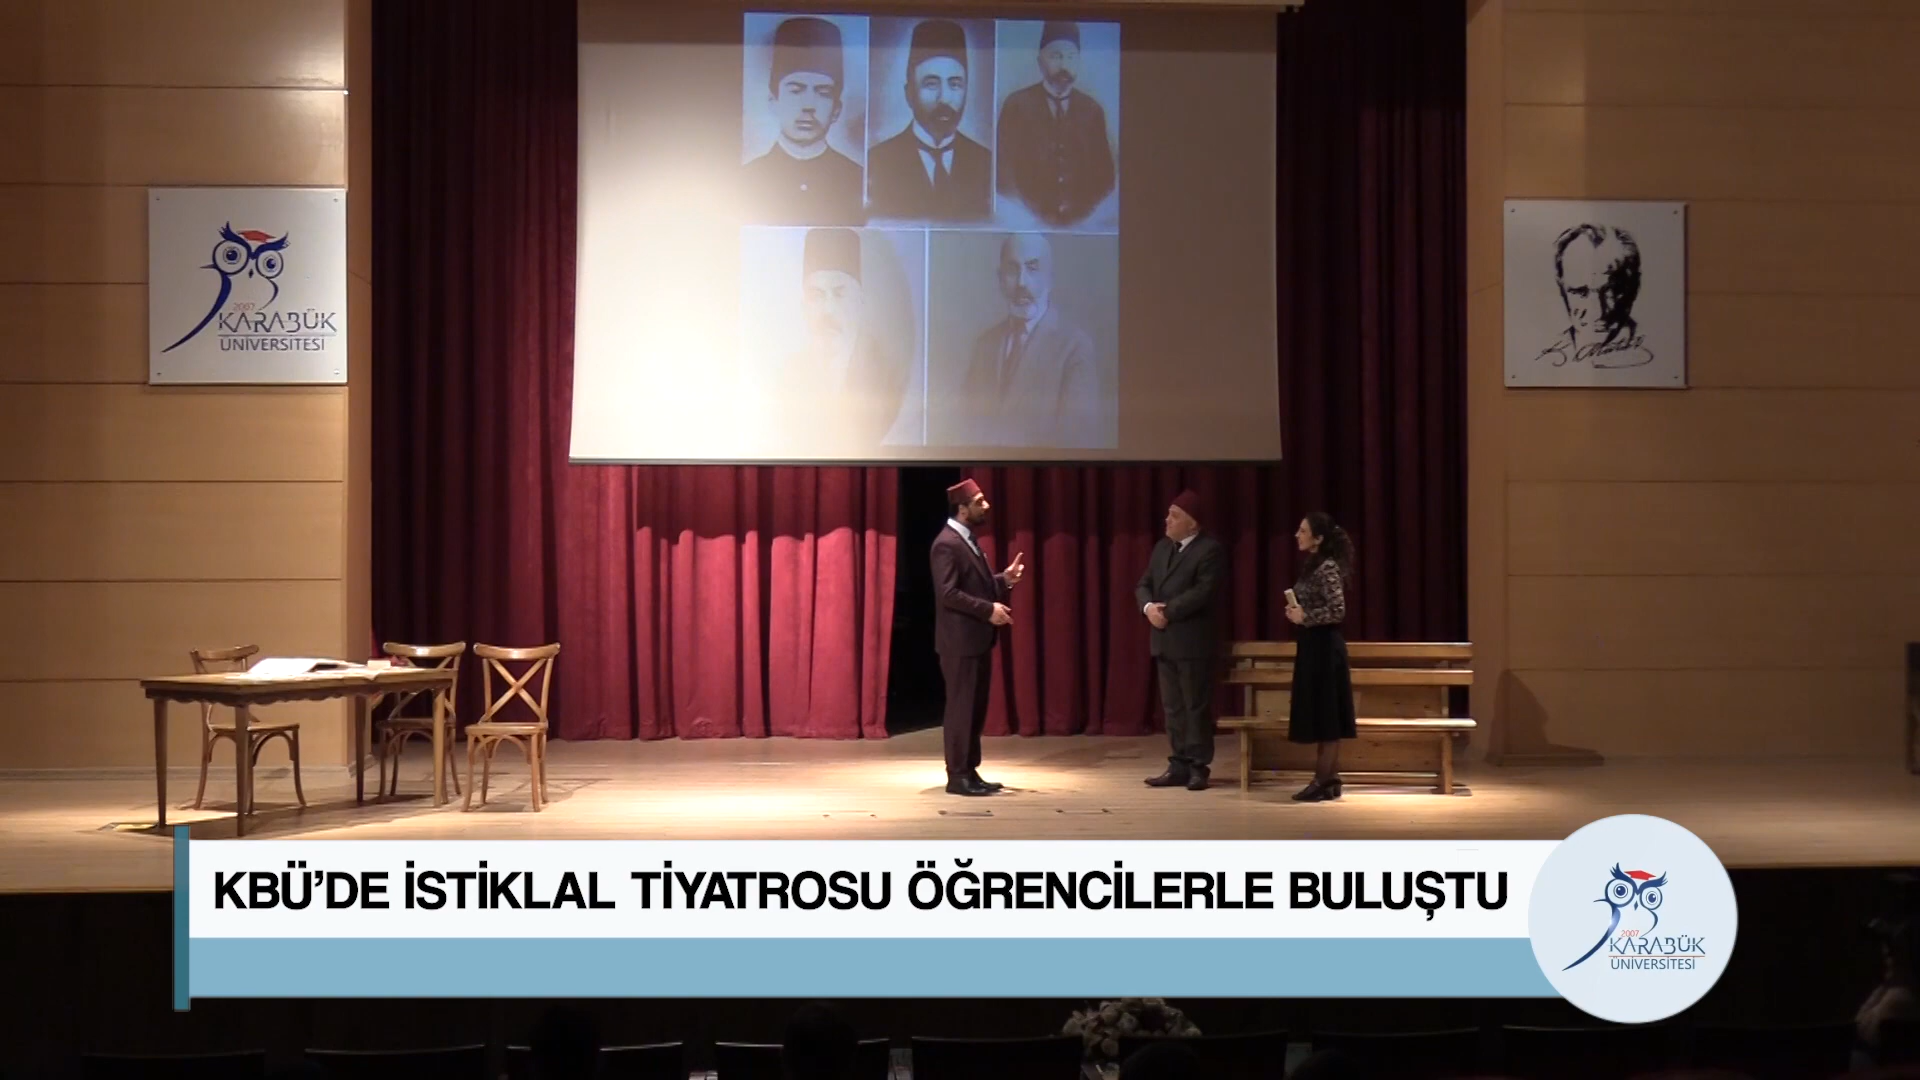 2007
KARABÜK
ÜNİVERSİTESİ
K. Atatürk
KBÜ'DE İSTİKLAL TİYATROSU ÖĞRENCİLERLE BULUŞTU
2007
KARABÜK
ÜNİVERSİTESİ